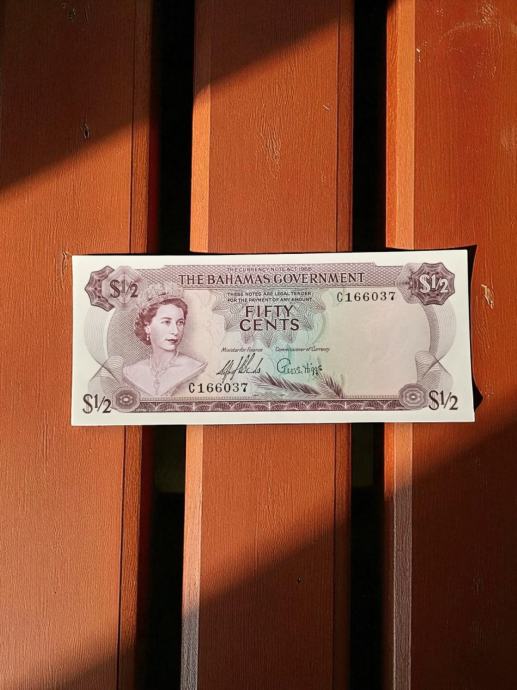 THE CURRENCY NOTE ACT 1965
THE BAHAMAS GOVERNMENT
$½
$½
THESE NOTES ARE LEGAL TENDER
FOR THE PAYMENT OF ANY AMOUNT
C166037
FIFTY
CENTS
Minister for Finance
Commissioner of Currency
C166037
$½
$½